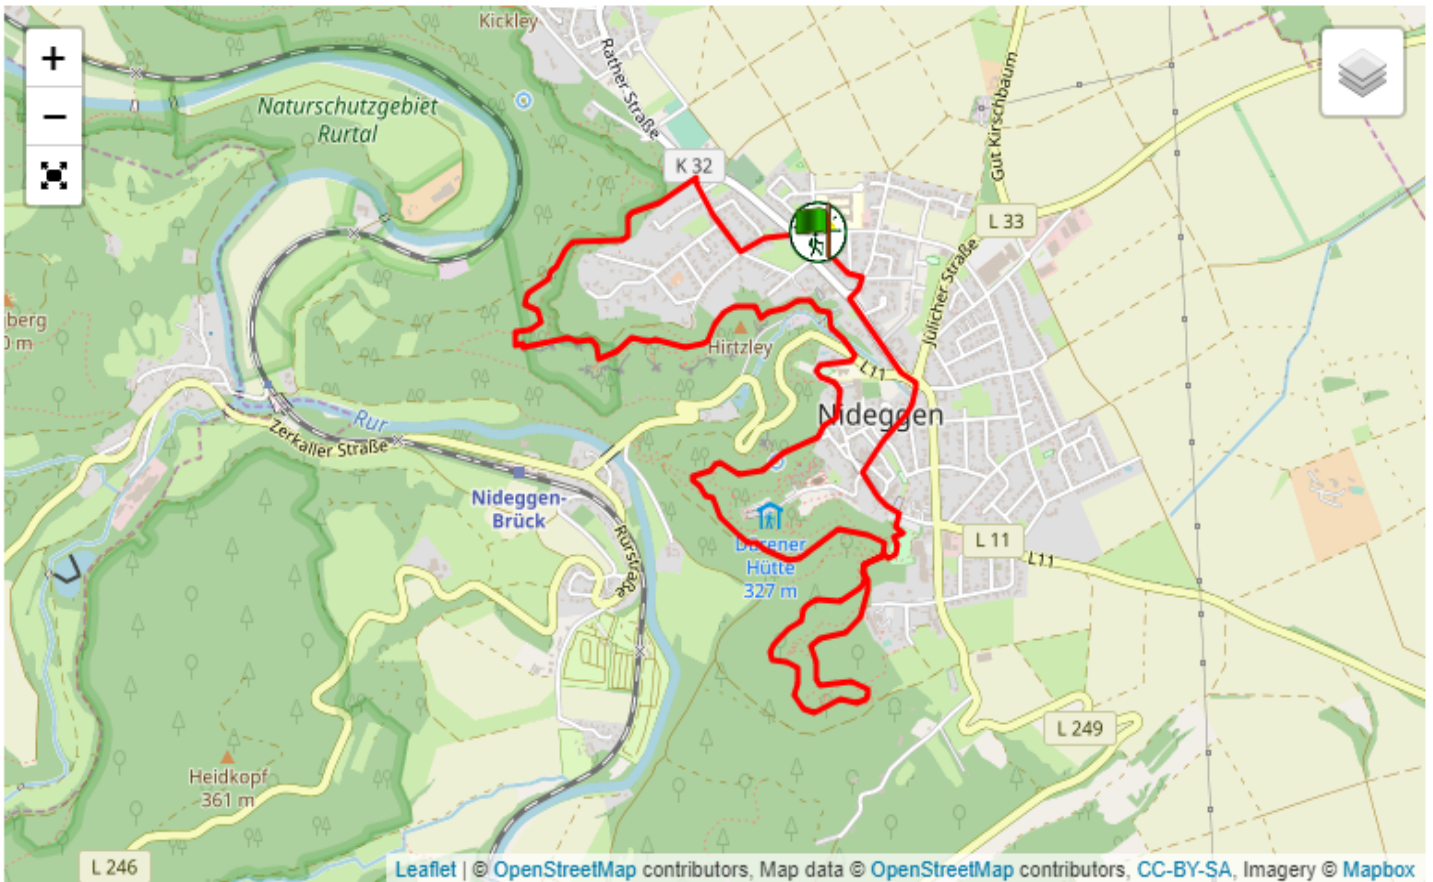 Kickley
+
−
Rather Straße
Naturschutzgebiet
Rurtal
Gut Kirschbaum
K 32
L 33
Jülicher Straße
berg
0 m
Hirtzley
L11
Nideggen
Rur
Zerkaller Straße
Nideggen-
Brück
Rurstraße
Dürener
Hütte
327 m
L 11
L11
L 249
Heidkopf
361 m
L 246
Leaflet | © OpenStreetMap contributors, Map data © OpenStreetMap contributors, CC-BY-SA, Imagery © Mapbox